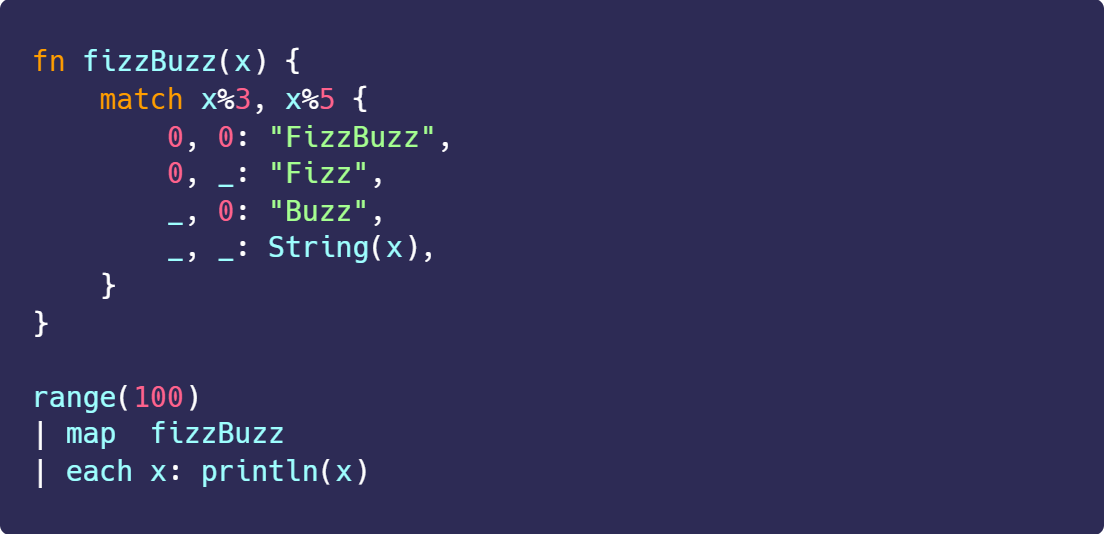 fn fizzBuzz(x) {
    match x%3, x%5 {
        0, 0: "FizzBuzz",
        0, _: "Fizz",
        _, 0: "Buzz",
        _, _: String(x),
    }
}

range(100)
| map  fizzBuzz
| each x: println(x)